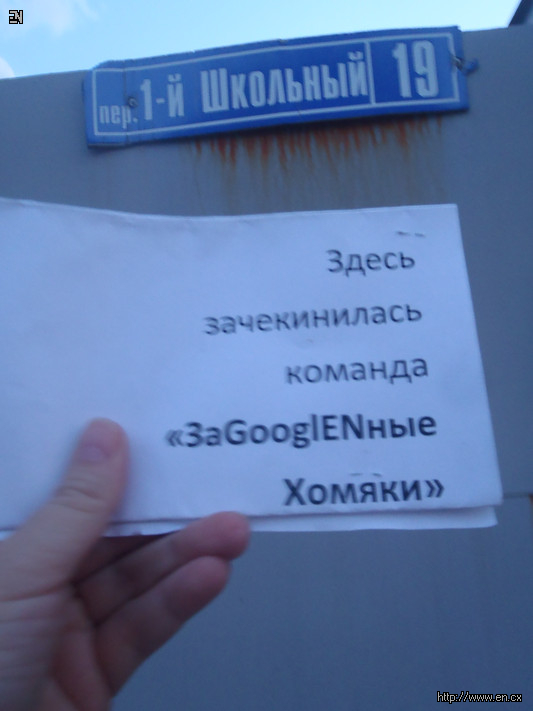 EN
пер. 1-й Школьный 19
Здесь
зачекинилась
команда
«ЗаGooglENные
Хомяки»
http://www.en.cx